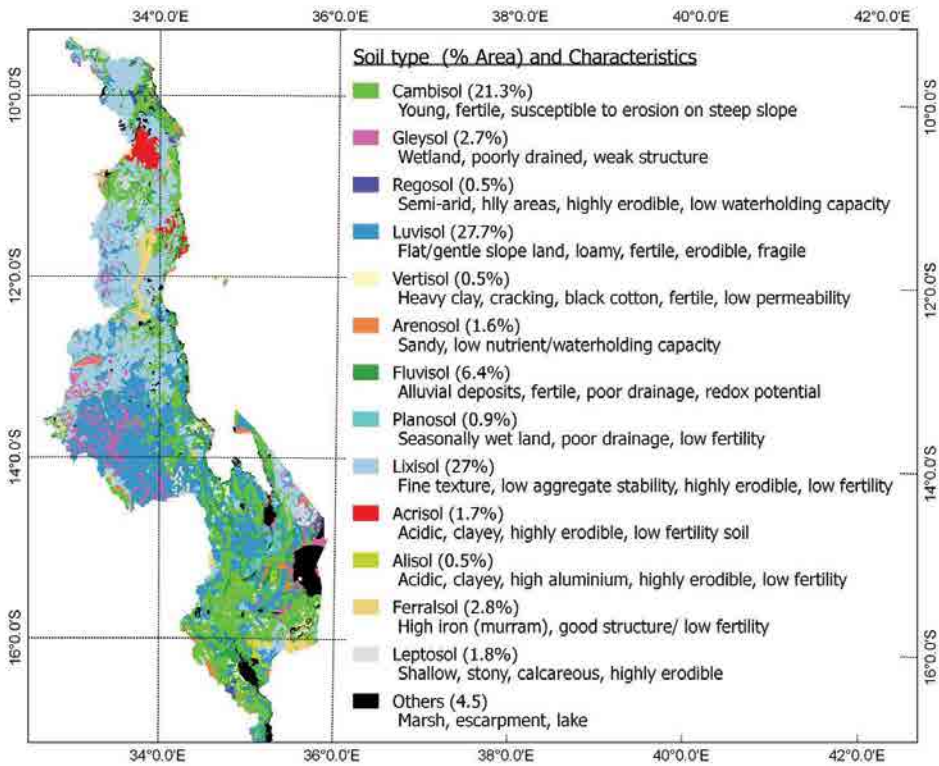 34°0.0'E 36°0.0'E 38°0.0'E 40°0.0'E 42°0.0'E
Soil type (% Area) and Characteristics
Cambisol (21.3%)
Young, fertile, susceptible to erosion on steep slope
Gleysol (2.7%)
Wetland, poorly drained, weak structure
Regosol (0.5%)
Semi-arid, hlly areas, highly erodible, low waterholding capacity
Luvisol (27.7%)
Flat/gentle slope land, loamy, fertile, erodible, fragile
Vertisol (0.5%)
Heavy clay, cracking, black cotton, fertile, low permeability
Arenosol (1.6%)
Sandy, low nutrient/waterholding capacity
Fluvisol (6.4%)
Alluvial deposits, fertile, poor drainage, redox potential
Planosol (0.9%)
Seasonally wet land, poor drainage, low fertility
Lixisol (27%)
Fine texture, low aggregate stability, highly erodible, low fertility
Acrisol (1.7%)
Acidic, clayey, highly erodible, low fertility soil
Alisol (0.5%)
Acidic, clayey, high aluminium, highly erodible, low fertility
Ferralsol (2.8%)
High iron (murram), good structure/ low fertility
Leptosol (1.8%)
Shallow, stony, calcareous, highly erodible
Others (4.5)
Marsh, escarpment, lake
10°0.0'S
12°0.0'S
14°0.0'S
16°0.0'S
10°0.0'S
12°0.0'S
14°0.0'S
16°0.0'S
34°0.0'E 36°0.0'E 38°0.0'E 40°0.0'E 42°0.0'E